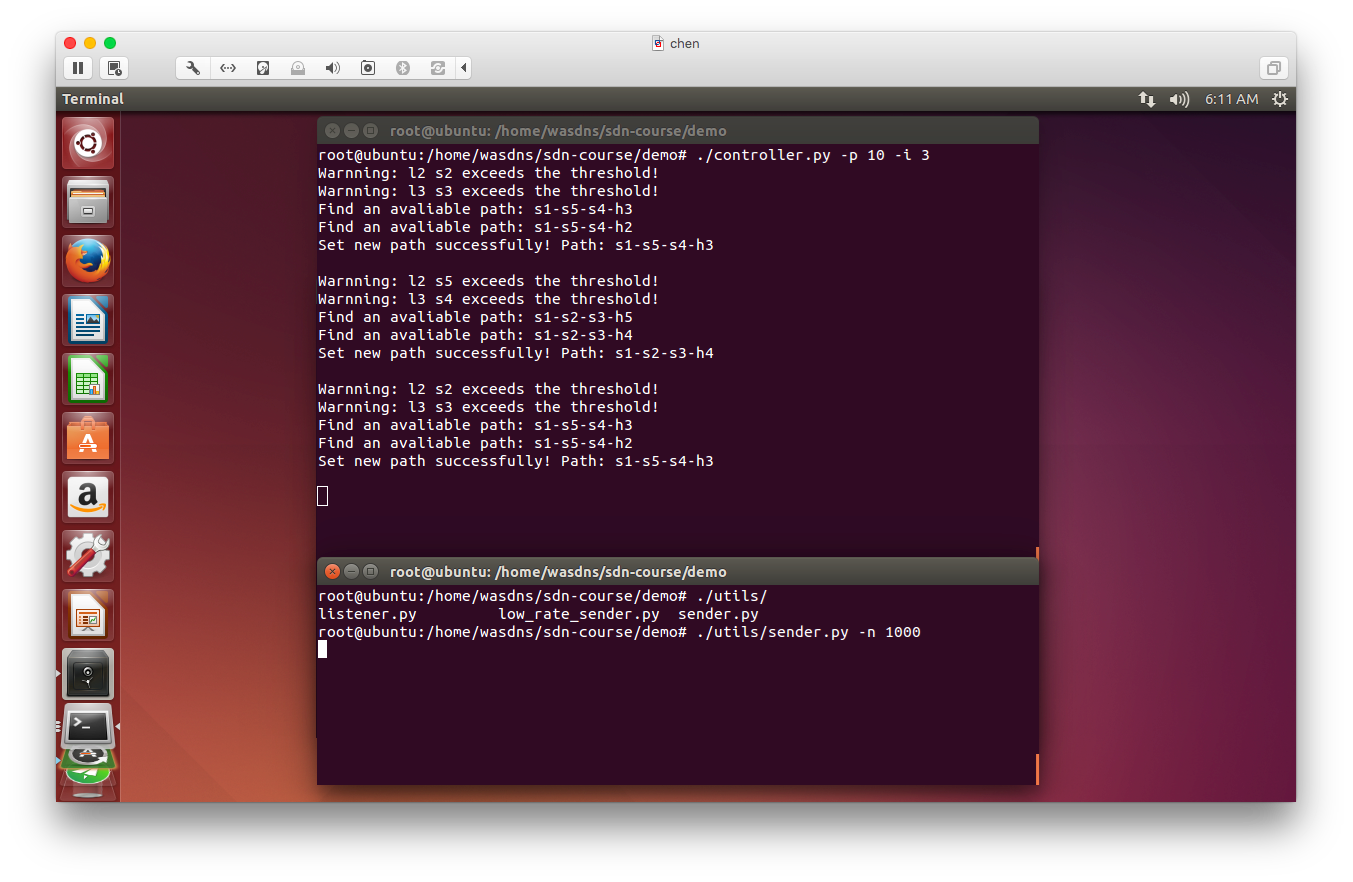 chen
Terminal
6:11 AM
root@ubuntu: /home/wasdns/sdn-course/demo
root@ubuntu:/home/wasdns/sdn-course/demo# ./controller.py -p 10 -i 3
Warnning: l2 s2 exceeds the threshold!
Warnning: l3 s3 exceeds the threshold!
Find an avaliable path: s1-s5-s4-h3
Find an avaliable path: s1-s5-s4-h2
Set new path successfully! Path: s1-s5-s4-h3
Warnning: l2 s5 exceeds the threshold!
Warnning: l3 s4 exceeds the threshold!
Find an avaliable path: s1-s2-s3-h5
Find an avaliable path: s1-s2-s3-h4
Set new path successfully! Path: s1-s2-s3-h4
Warnning: l2 s2 exceeds the threshold!
Warnning: l3 s3 exceeds the threshold!
Find an avaliable path: s1-s5-s4-h3
Find an avaliable path: s1-s5-s4-h2
Set new path successfully! Path: s1-s5-s4-h3
root@ubuntu: /home/wasdns/sdn-course/demo
root@ubuntu:/home/wasdns/sdn-course/demo# ./utils/
listener.py low_rate_sender.py sender.py
root@ubuntu:/home/wasdns/sdn-course/demo# ./utils/sender.py -n 1000